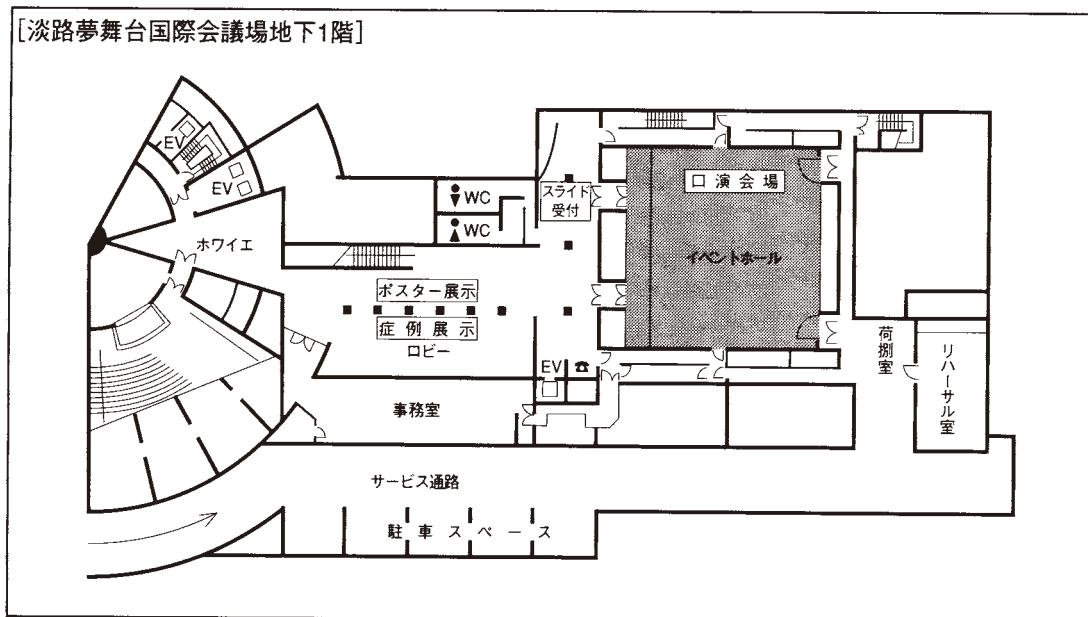 [淡路夢舞台国際会議場地下1階]
EV
EV
ホワイエ
WC
WC
スライド
受付
口演会場
イベントホール
ポスター展示
症例展示
ロビー
EV
事務室
荷捌室
リハーサル室
サービス通路
駐車スペース